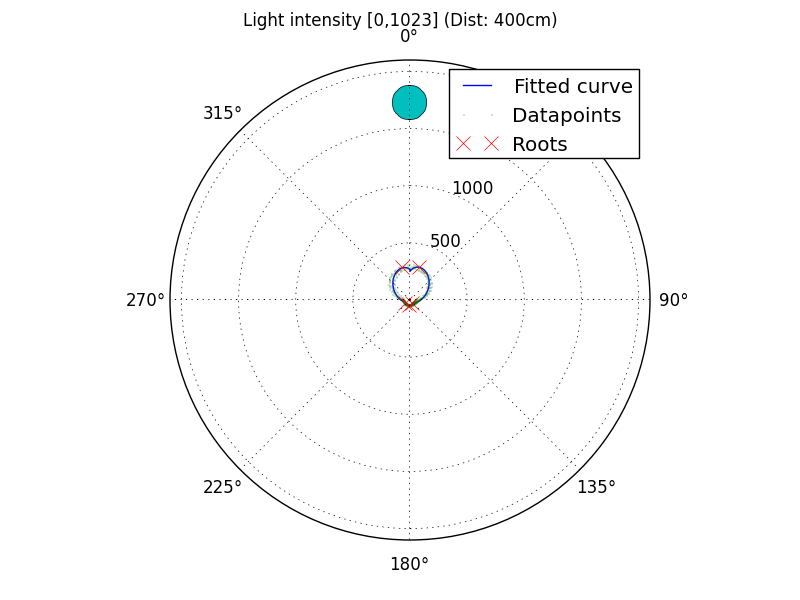 Light intensity [0,1023] (Dist: 400cm)
0°
Fitted curve
Datapoints
Roots
315°
1000
500
270°
90°
225°
135°
180°